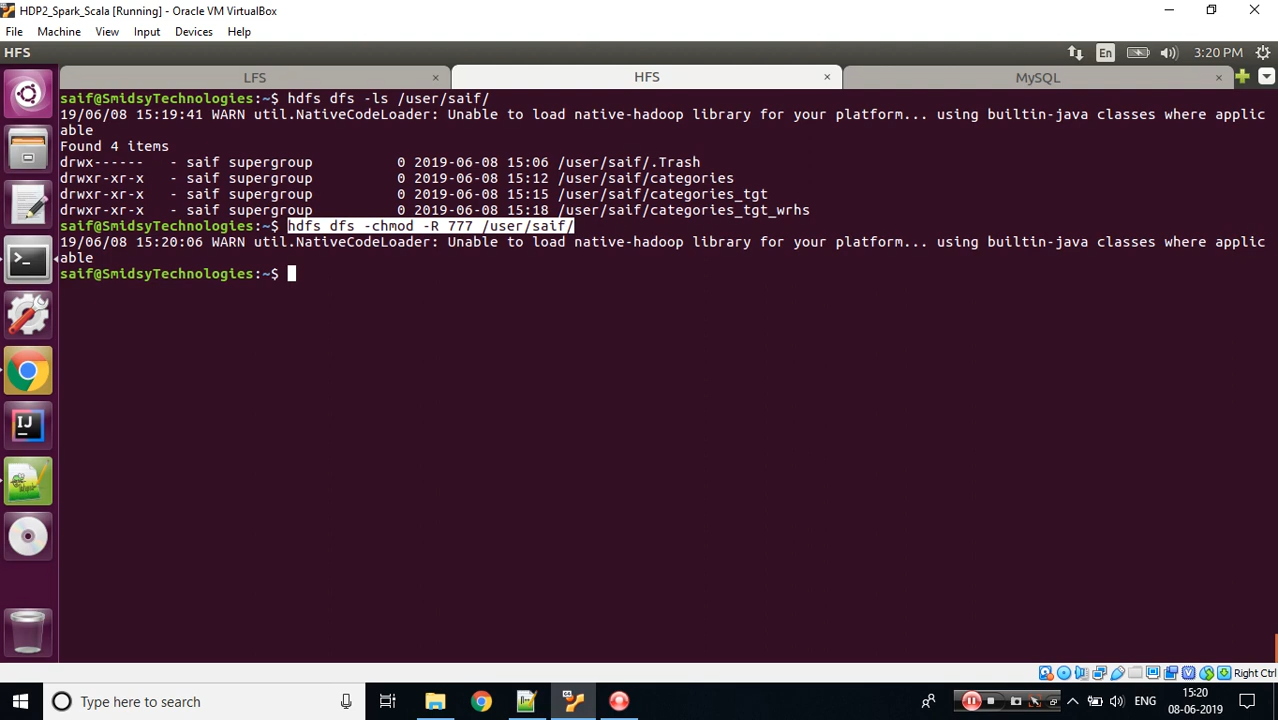 HDP2_Spark_Scala [Running] - Oracle VM VirtualBox
File Machine View Input Devices Help
HFS En 3:20 PM
LFS × HFS × MySQL ×
saif@SmidsyTechnologies:~$ hdfs dfs -ls /user/saif/
19/06/08 15:19:41 WARN util.NativeCodeLoader: Unable to load native-hadoop library for your platform... using builtin-java classes where applic
able
Found 4 items
drwx------ - saif supergroup 0 2019-06-08 15:06 /user/saif/.Trash
drwxr-xr-x - saif supergroup 0 2019-06-08 15:12 /user/saif/categories
drwxr-xr-x - saif supergroup 0 2019-06-08 15:15 /user/saif/categories_tgt
drwxr-xr-x - saif supergroup 0 2019-06-08 15:18 /user/saif/categories_tgt_wrhs
saif@SmidsyTechnologies:~$ hdfs dfs -chmod -R 777 /user/saif/
19/06/08 15:20:06 WARN util.NativeCodeLoader: Unable to load native-hadoop library for your platform... using builtin-java classes where applic
able
saif@SmidsyTechnologies:~$
Right Ctrl
Type here to search
ENG
15:20
08-06-2019